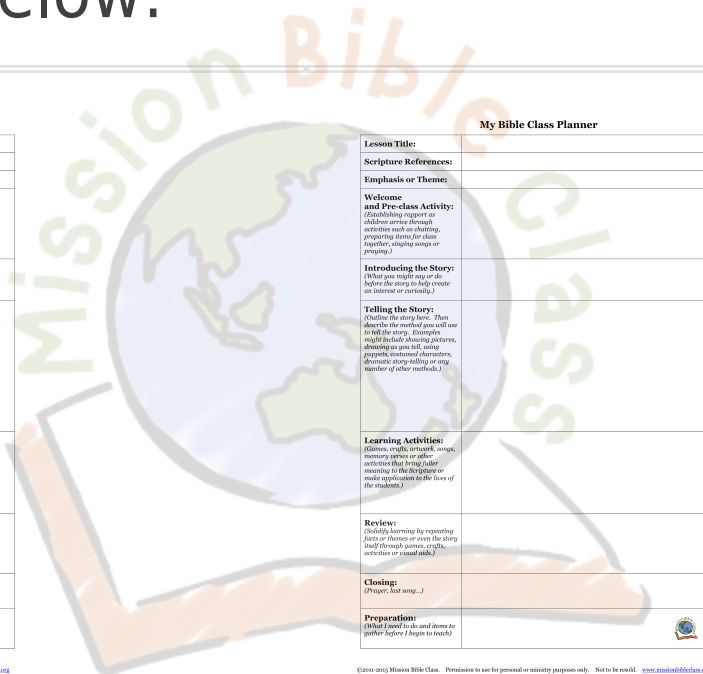 elow:
Mission Bible Class
My Bible Class Planner
Lesson Title:
Scripture References:
Emphasis or Theme:
Welcome
and Pre-class Activity:
(Establishing rapport as
children arrive through
activities such as chatting,
preparing items for class
together, singing songs or
praying.)
Introducing the Story:
(What you might say or do
before the story to help create
an interest or curiosity.)
Telling the Story:
(Outline the story here. Then
describe the method you will use
to tell the story. Examples
might include showing pictures,
drawing as you tell, using
puppets, costumed characters,
dramatic story-telling or any
number of other methods.)
Learning Activities:
(Games, crafts, artwork, songs,
memory verses or other
activities that bring fuller
meaning to the Scripture or
make application to the lives of
the students.)
Review:
(Solidify learning by repeating
facts or themes or even the story
itself through games, crafts,
activities or visual aids.)
Closing:
(Prayer, last song...)
Preparation:
(What I need to do and items to
gather before I begin to teach)
.org
©2011-2015 Mission Bible Class. Permission to use for personal or ministry purposes only. Not to be resold. www.missionbibleclass.